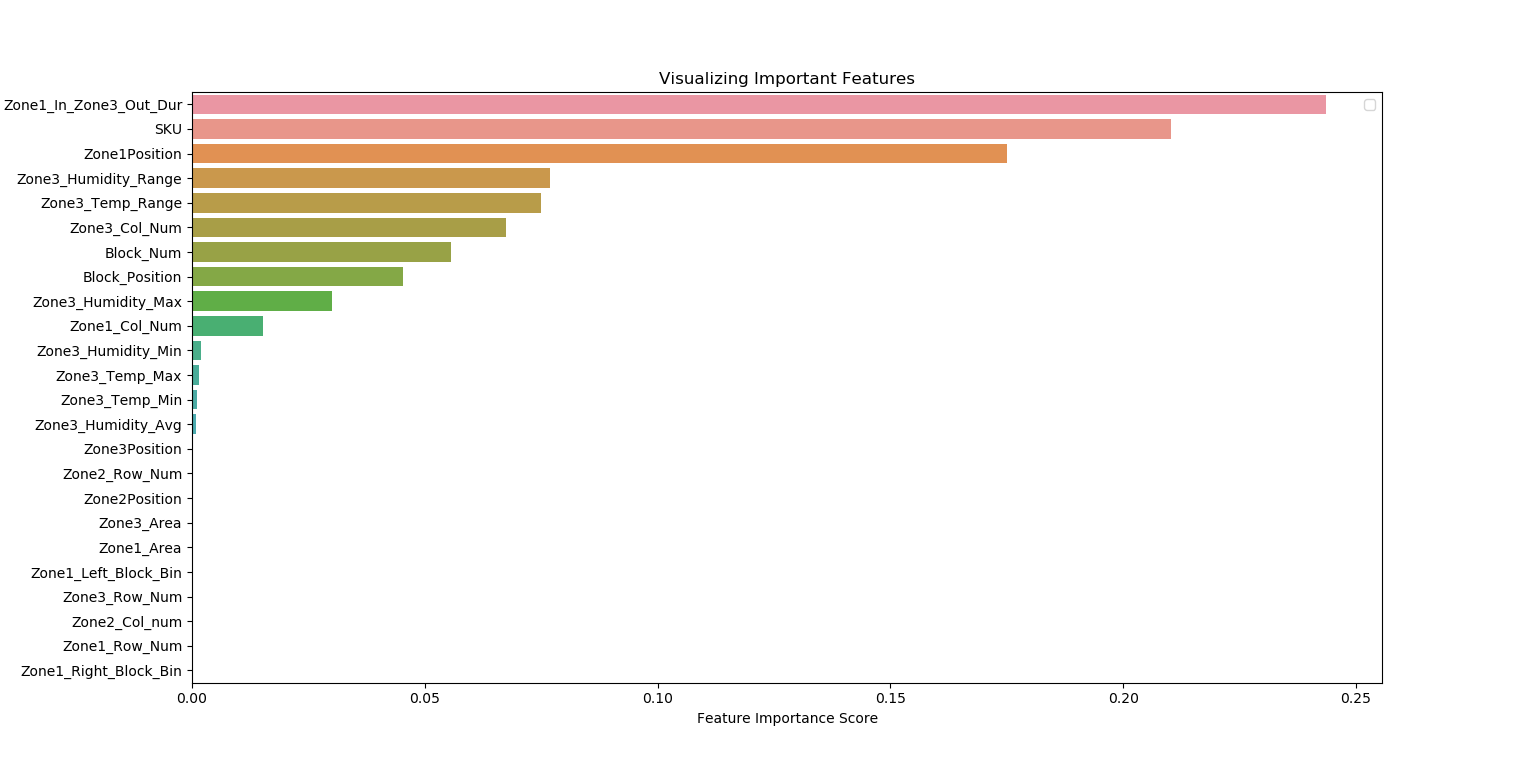 Visualizing Important Features
Zone1_In_Zone3_Out_Dur
SKU
Zone1Position
Zone3_Humidity_Range
Zone3_Temp_Range
Zone3_Col_Num
Block_Num
Block_Position
Zone3_Humidity_Max
Zone1_Col_Num
Zone3_Humidity_Min
Zone3_Temp_Max
Zone3_Temp_Min
Zone3_Humidity_Avg
Zone3Position
Zone2_Row_Num
Zone2Position
Zone3_Area
Zone1_Area
Zone1_Left_Block_Bin
Zone3_Row_Num
Zone2_Col_num
Zone1_Row_Num
Zone1_Right_Block_Bin
0.00 0.05 0.10 0.15 0.20 0.25
Feature Importance Score